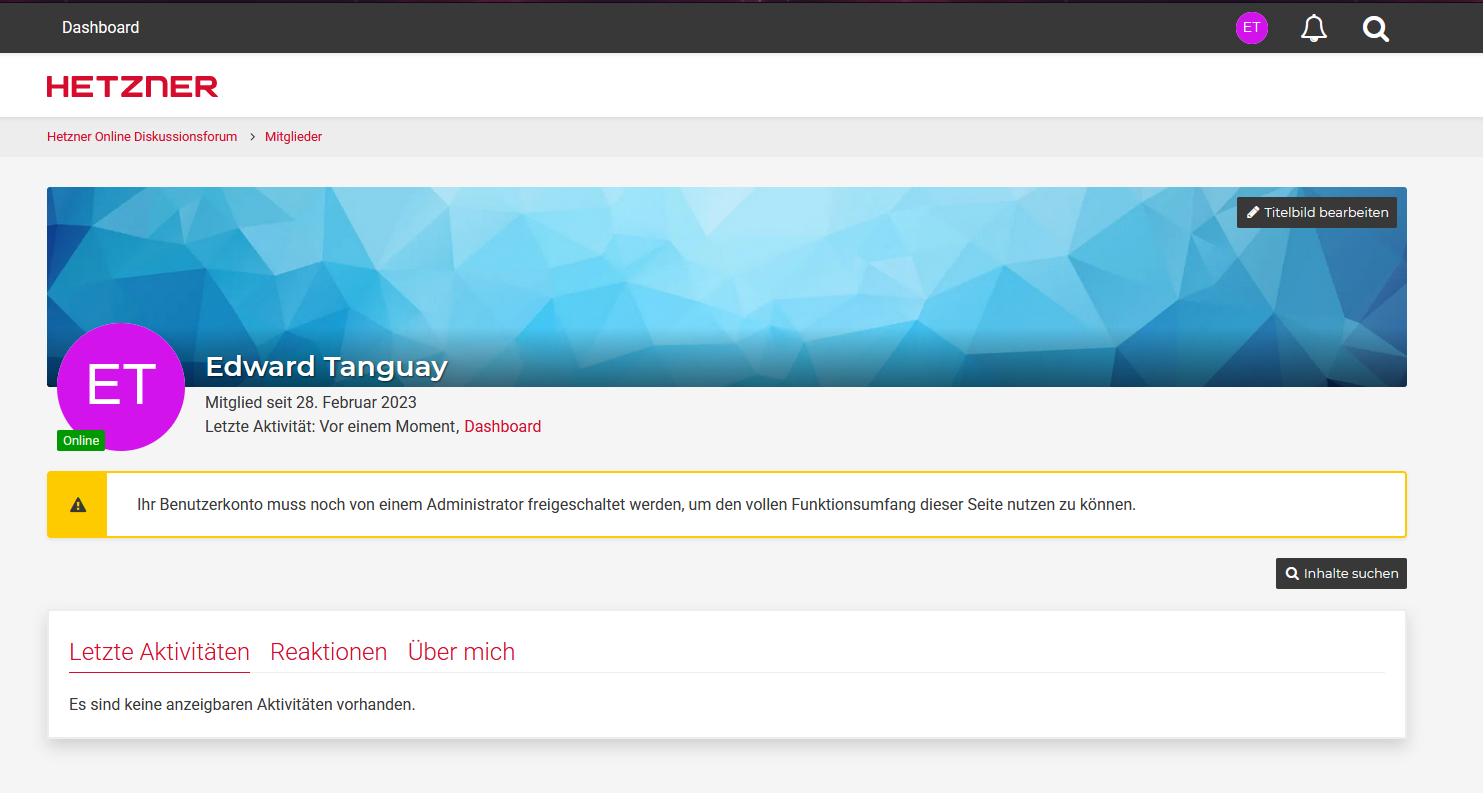 Dashboard
ET
HETZNER
Hetzner Online Diskussionsforum
Mitglieder
Titelbild bearbeiten
ET
Edward Tanguay
Mitglied seit 28. Februar 2023
Letzte Aktivität: Vor einem Moment, Dashboard
Online
Ihr Benutzerkonto muss noch von einem Administrator freigeschaltet werden, um den vollen Funktionsumfang dieser Seite nutzen zu können.
Inhalte suchen
Letzte Aktivitäten
Reaktionen
Über mich
Es sind keine anzeigbaren Aktivitäten vorhanden.